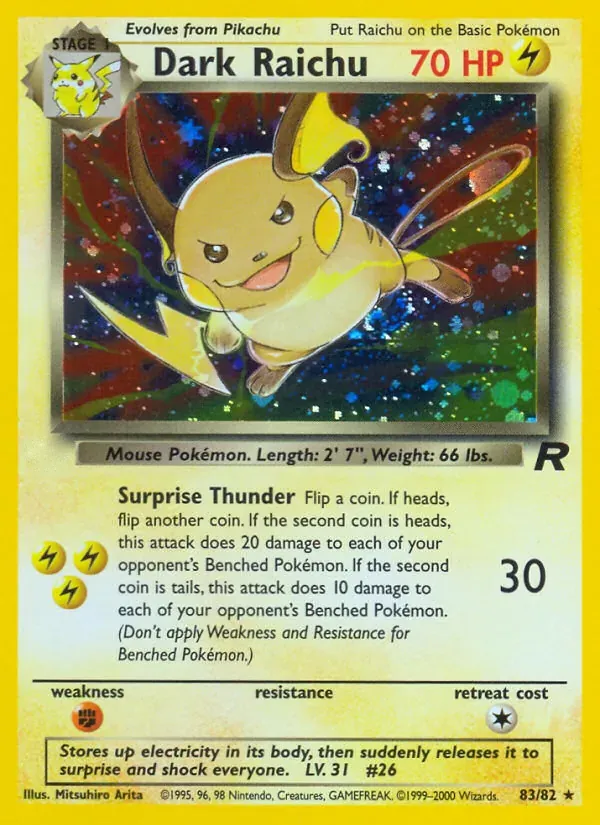 Evolves from Pikachu Put Raichu on the Basic Pokémon
STAGE 1
Dark Raichu 70 HP
Mouse Pokémon. Length: 2' 7", Weight: 66 lbs.
R
Surprise Thunder Flip a coin. If heads,
flip another coin. If the second coin is heads,
this attack does 20 damage to each of your
opponent's Benched Pokémon. If the second
coin is tails, this attack does 10 damage to
each of your opponent's Benched Pokémon.
(Don't apply Weakness and Resistance for
Benched Pokémon.)
30
weakness resistance retreat cost
Stores up electricity in its body, then suddenly releases it to
surprise and shock everyone. LV. 31 #26
Illus. Mitsuhiro Arita ©1995, 96, 98 Nintendo, Creatures, GAMEFREAK. ©1999-2000 Wizards. 83/82 ★